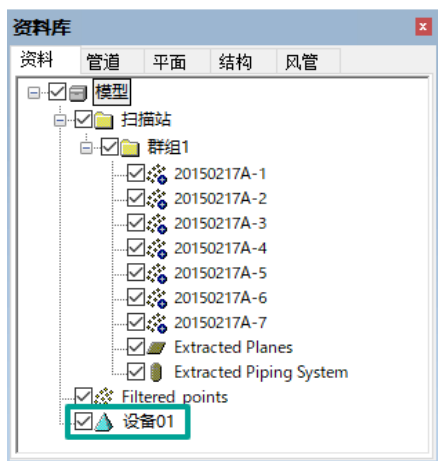 资料库
资料 管道 平面 结构 风管
模型
扫描站
群组1
20150217A-1
20150217A-2
20150217A-3
20150217A-4
20150217A-5
20150217A-6
20150217A-7
Extracted Planes
Extracted Piping System
Filtered_points
设备01